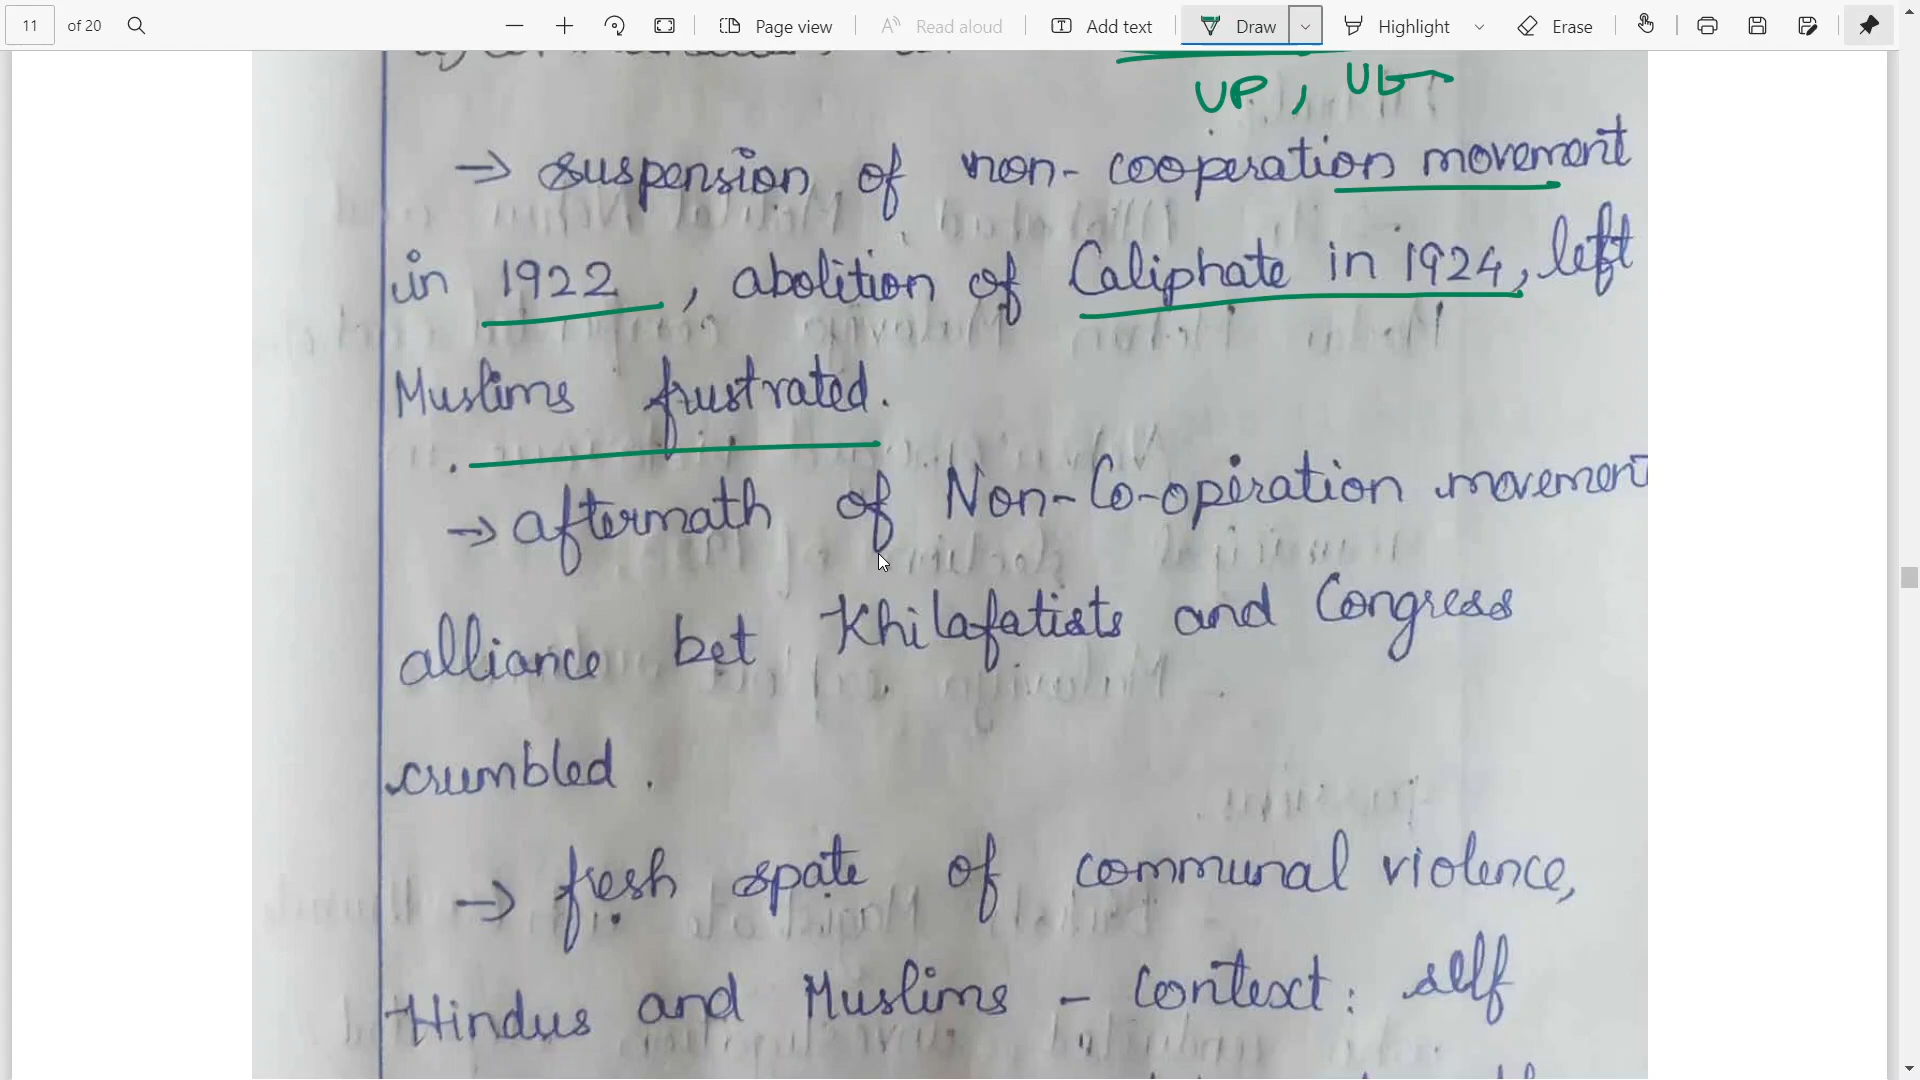 11 of 20 Page view Read aloud Add text Draw Highlight Erase
UP,
→ suspension of non-cooperation movement
in 1922, abolition of Caliphate in 1924, left
Muslims frustrated.
→ aftermath of Non-Co-operation movement
alliance bet Khilafatists and Congress
crumbled.
→ fresh spate of communal violence,
Hindus and Muslims - Context: self